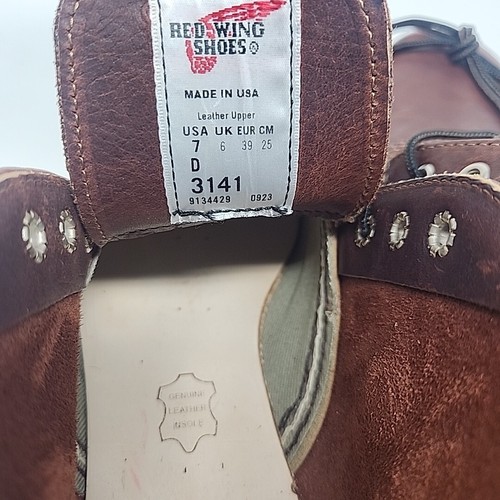 RED WING
SHOES®
MADE IN USA
Leather Upper
USA UK EUR CM
7 6 39 25
D
3141
9134429 0923
GENUINE
LEATHER
INSOLE